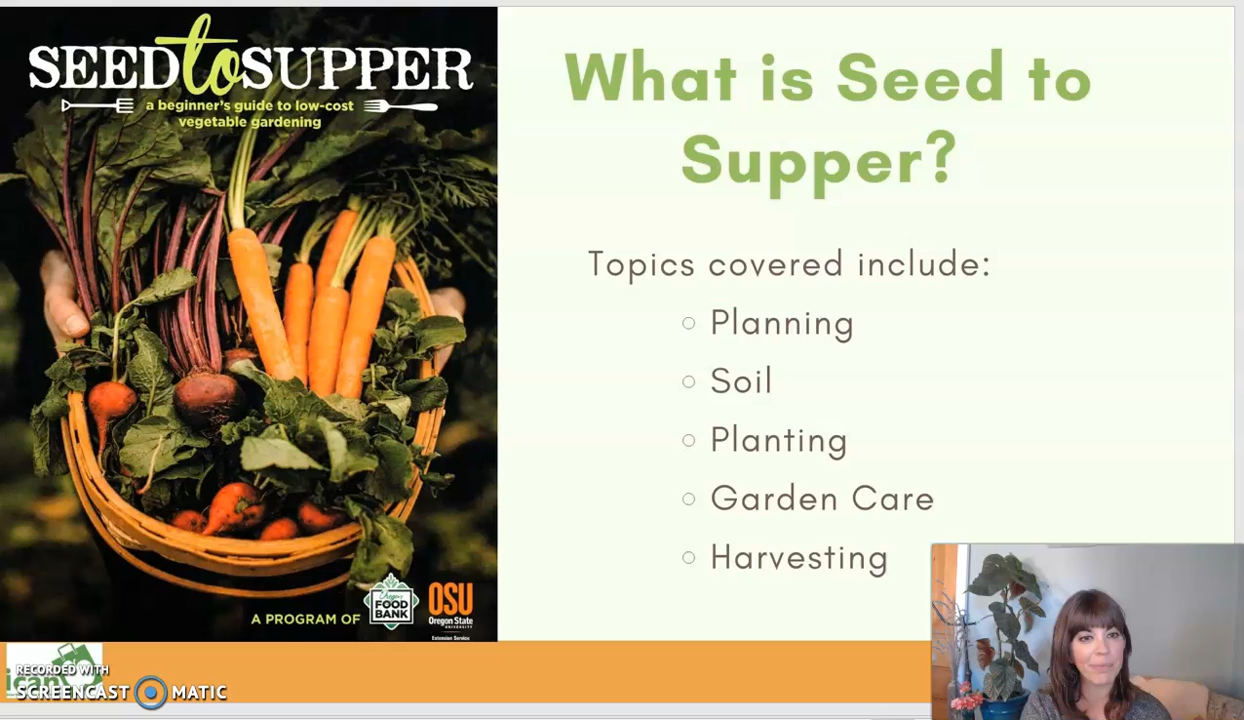 SEED to SUPPER
a beginner's guide to low-cost
vegetable gardening
A PROGRAM OF
Oregon
FOOD
BANK
OSU
Oregon State
UNIVERSITY
Extension Service
What is Seed to
Supper?
Topics covered include:
○ Planning
○ Soil
○ Planting
○ Garden Care
○ Harvesting
ican
RECORDED WITH
SCREENCAST MATIC